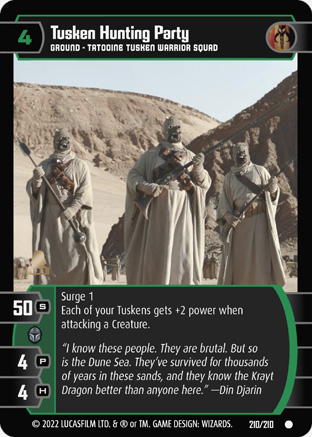 4
Tusken Hunting Party
GROUND - TATOOINE TUSKEN WARRIOR SQUAD
50 S
4 P
4 H
Surge 1
Each of your Tuskens gets +2 power when
attacking a Creature.
"I know these people. They are brutal. But so
is the Dune Sea. They've survived for thousands
of years in these sands, and they know the Krayt
Dragon better than anyone here." —Din Djarin
© 2022 LUCASFILM LTD. & ® or TM. GAME DESIGN: WIZARDS.
210/210